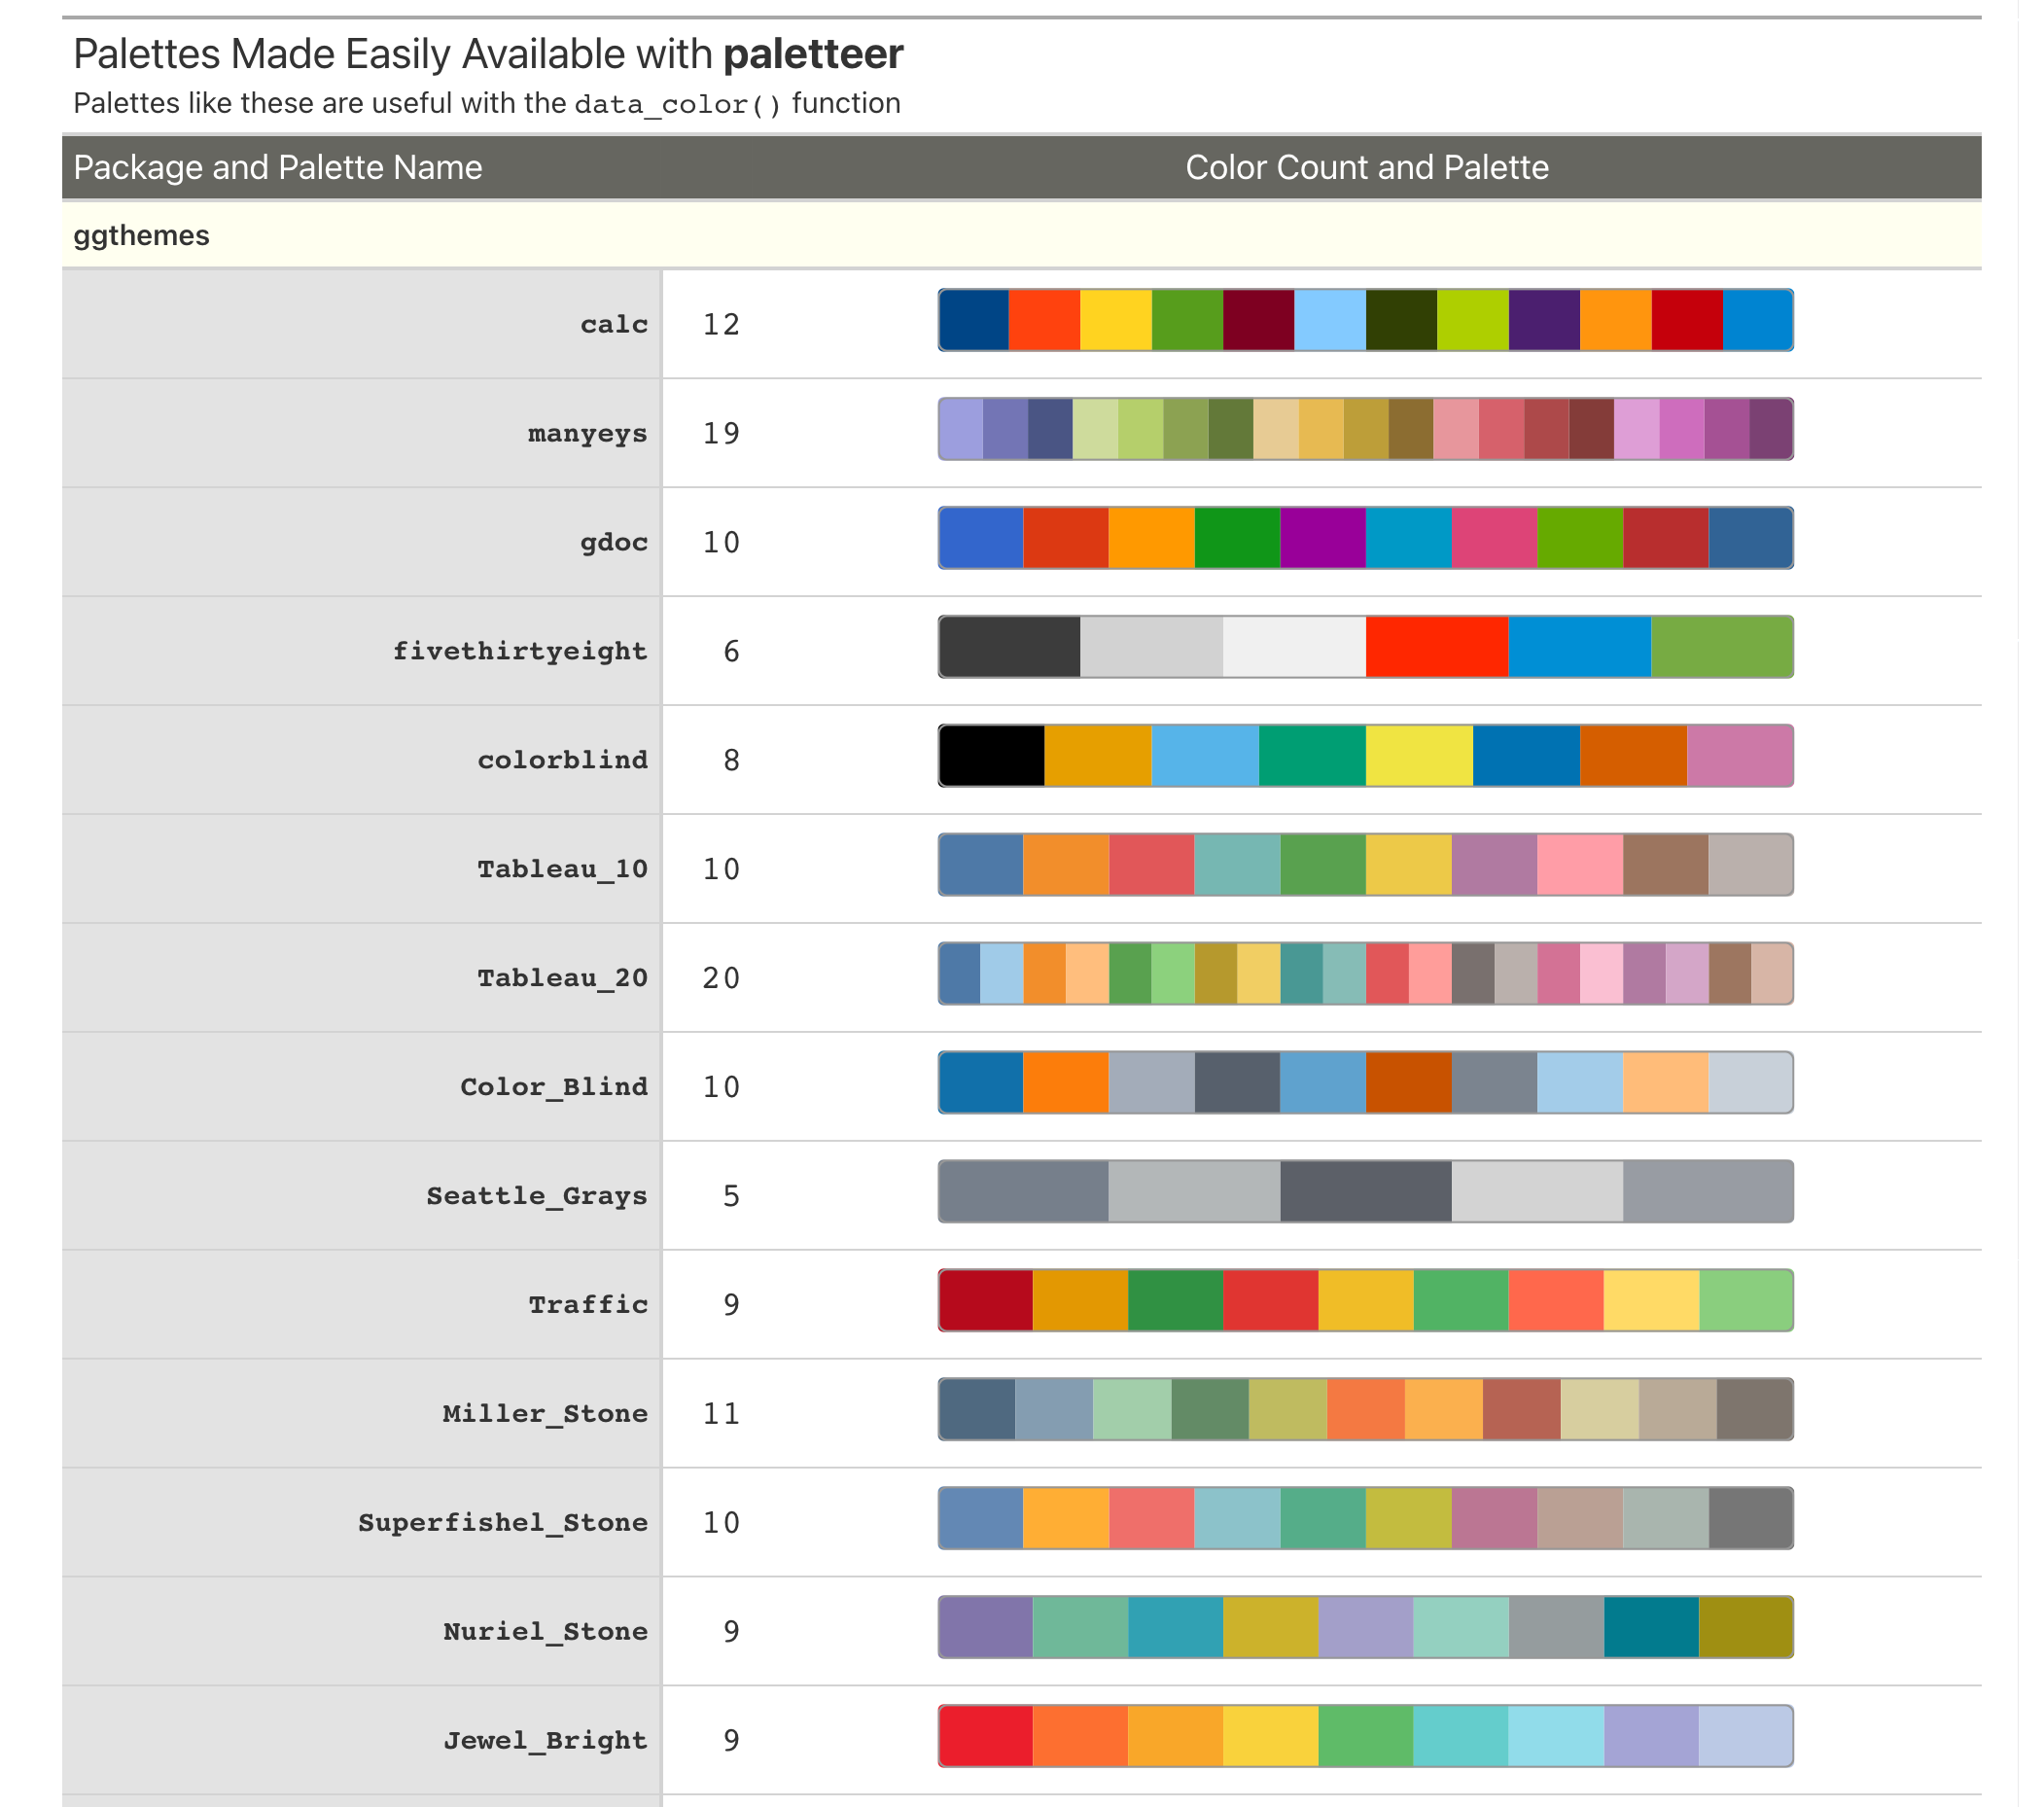 Palettes Made Easily Available with paletteer
Palettes like these are useful with the data_color() function
Package and Palette Name Color Count and Palette
ggthemes
calc 12
manyeys 19
gdoc 10
fivethirtyeight 6
colorblind 8
Tableau_10 10
Tableau_20 20
Color_Blind 10
Seattle_Grays 5
Traffic 9
Miller_Stone 11
Superfishel_Stone 10
Nuriel_Stone 9
Jewel_Bright 9